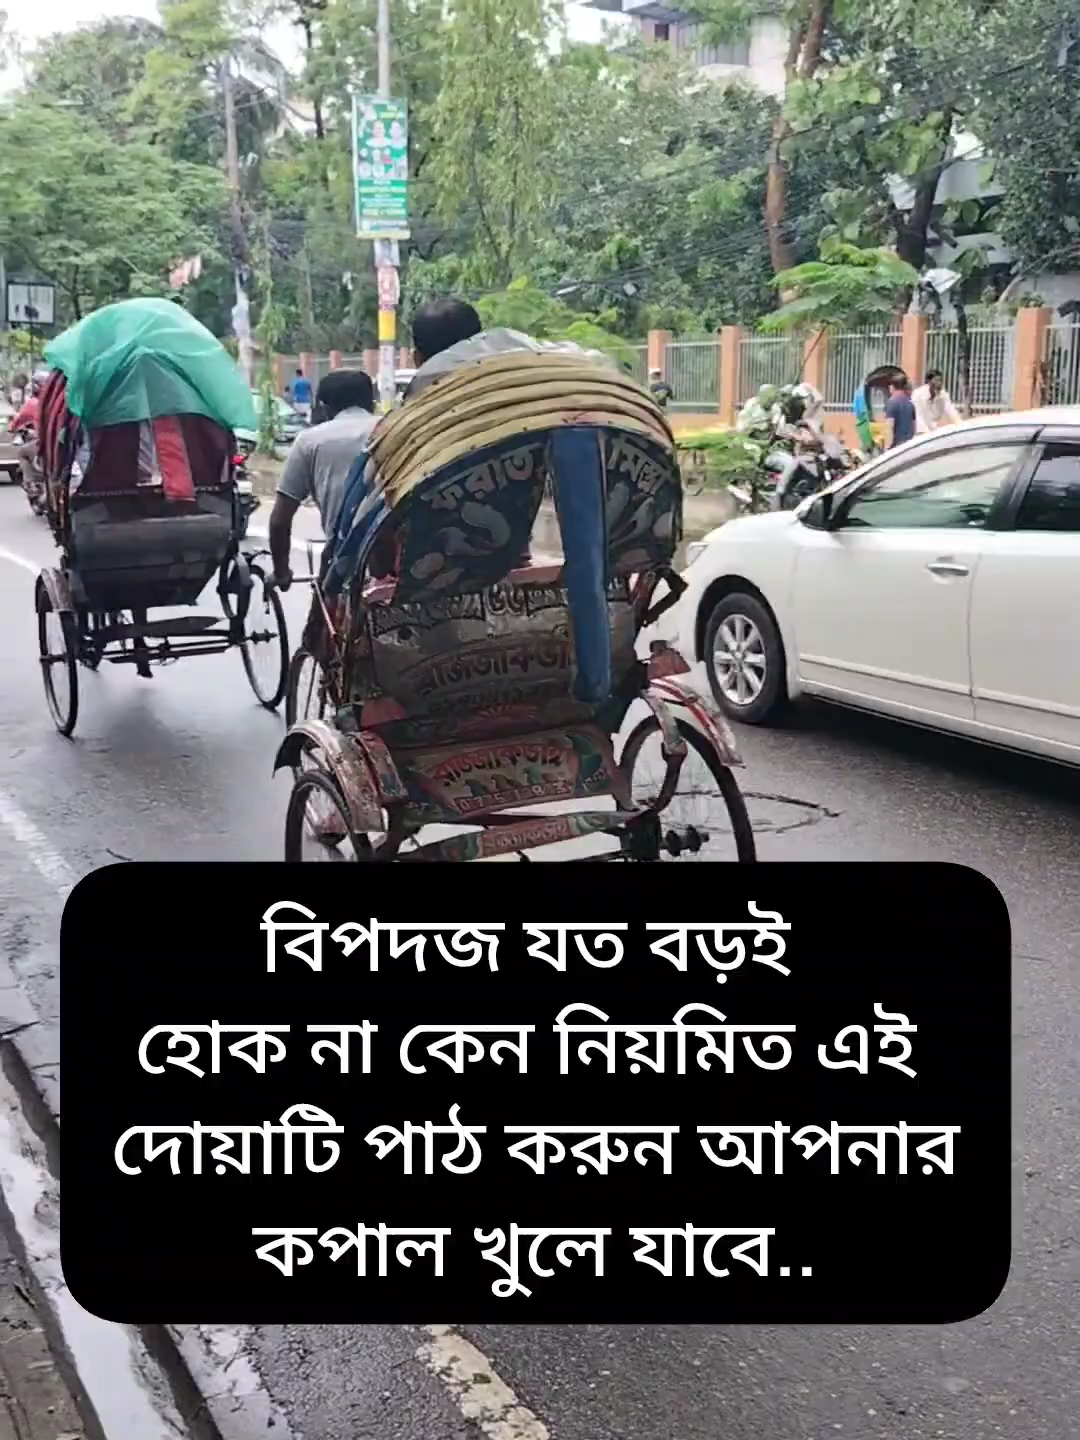 রাজ্জাক ভাই
বিপদজ যত বড়ই
হোক না কেন নিয়মিত এই
দোয়াটি পাঠ করুন আপনার
কপাল খুলে যাবে..